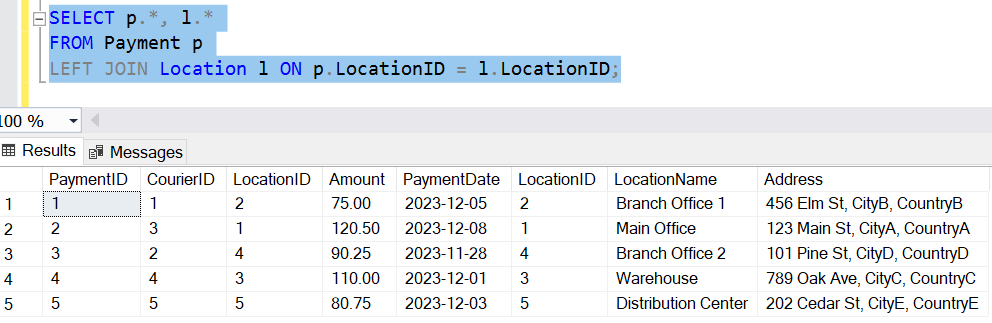 SELECT p.*, l.*
FROM Payment p
LEFT JOIN Location l ON p.LocationID = l.LocationID;
100 %
Results Messages
PaymentID CourierID LocationID Amount PaymentDate LocationID LocationName Address
1 1 1 2 75.00 2023-12-05 2 Branch Office 1 456 Elm St, CityB, CountryB
2 2 3 1 120.50 2023-12-08 1 Main Office 123 Main St, CityA, CountryA
3 3 2 4 90.25 2023-11-28 4 Branch Office 2 101 Pine St, CityD, CountryD
4 4 4 3 110.00 2023-12-01 3 Warehouse 789 Oak Ave, CityC, CountryC
5 5 5 5 80.75 2023-12-03 5 Distribution Center 202 Cedar St, CityE, CountryE